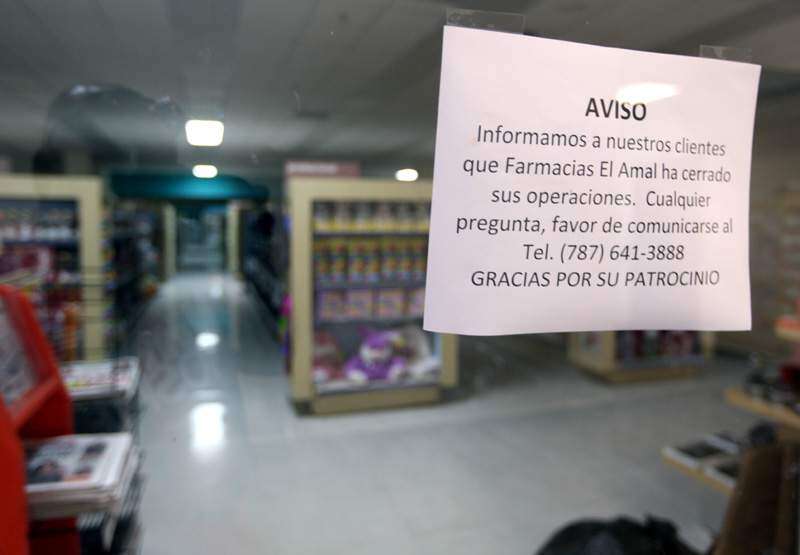 AVISO
Informamos a nuestros clientes
que Farmacias El Amal ha cerrado
sus operaciones. Cualquier
pregunta, favor de comunicarse al
Tel. (787) 641-3888
GRACIAS POR SU PATROCINIO